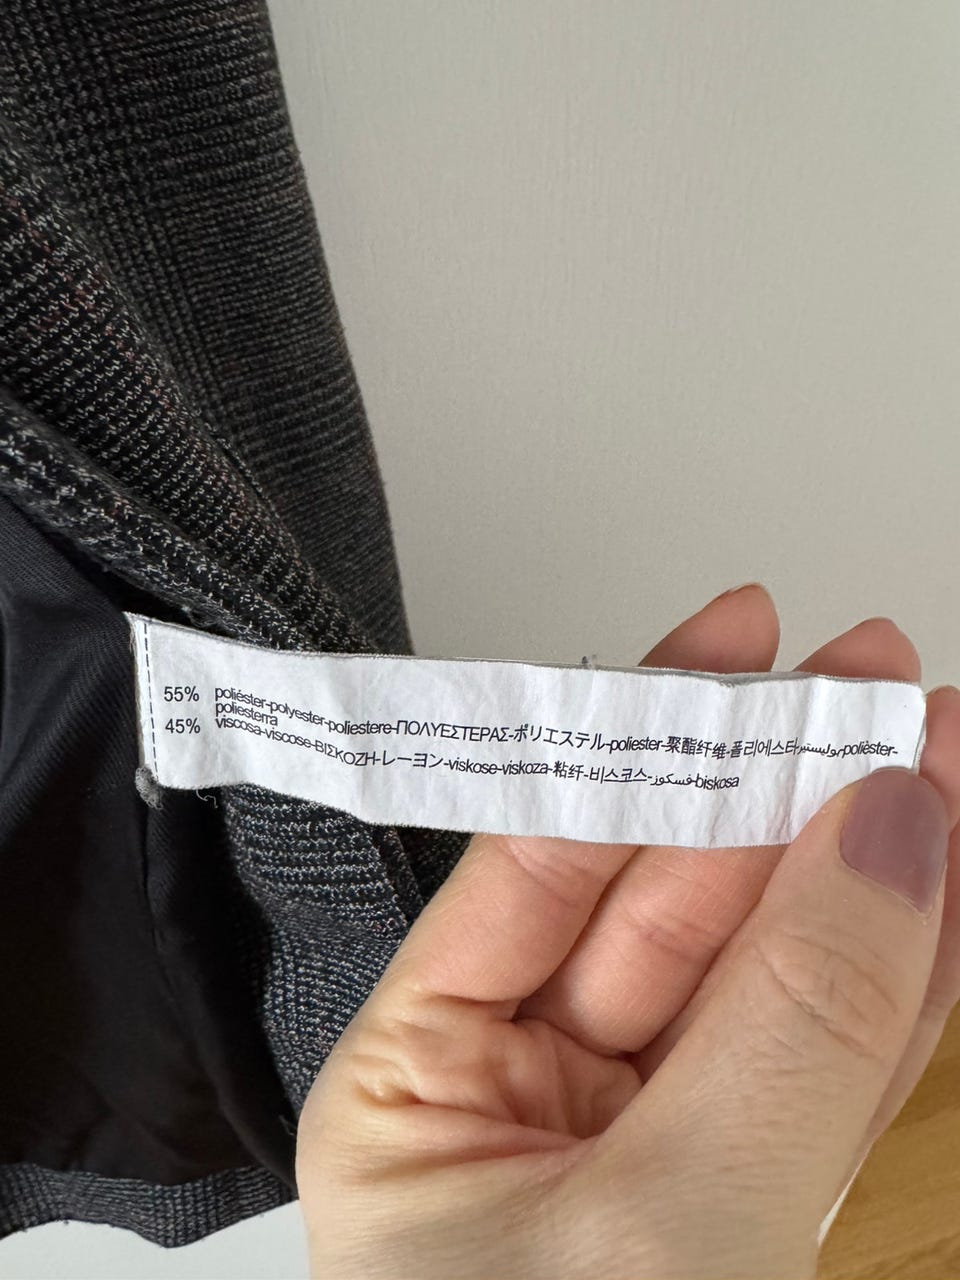 55% poliéster-polyester-poliestere-ΠΟΛΥΕΣΤΕΡΑΣ-ポリエステル-poliester-聚酯纤维-폴리에스터-بوليستير-polièster-
poliesterra
45% viscosa-viscose-ΒΙΣΚΟΖΗ-レーヨン-viskose-viskoza-粘纤-비스코스-فسكوز-biskosa